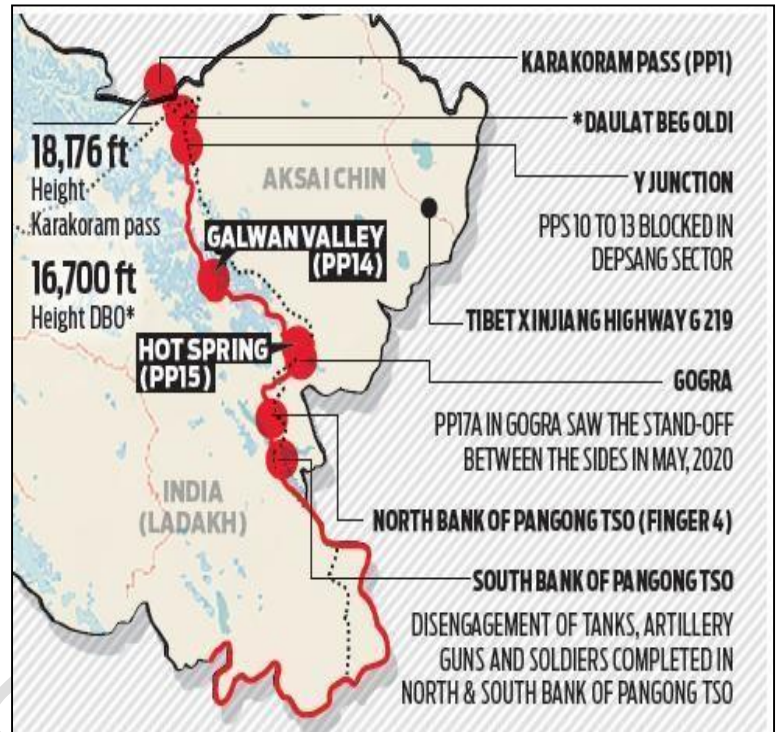 KARAKORAM PASS (PP1)
*DAULAT BEG OLDI
18,176 ft
Height
Karakoram pass
AKSAI CHIN
Y JUNCTION
PPS 10 TO 13 BLOCKED IN
DEPSANG SECTOR
GALWAN VALLEY
(PP14)
16,700 ft
Height DBO*
TIBET XINJIANG HIGHWAY G 219
HOT SPRING
(PP15)
GOGRA
PP17A IN GOGRA SAW THE STAND-OFF
BETWEEN THE SIDES IN MAY, 2020
INDIA
(LADAKH)
NORTH BANK OF PANGONG TSO (FINGER 4)
SOUTH BANK OF PANGONG TSO
DISENGAGEMENT OF TANKS, ARTILLERY
GUNS AND SOLDIERS COMPLETED IN
NORTH & SOUTH BANK OF PANGONG TSO